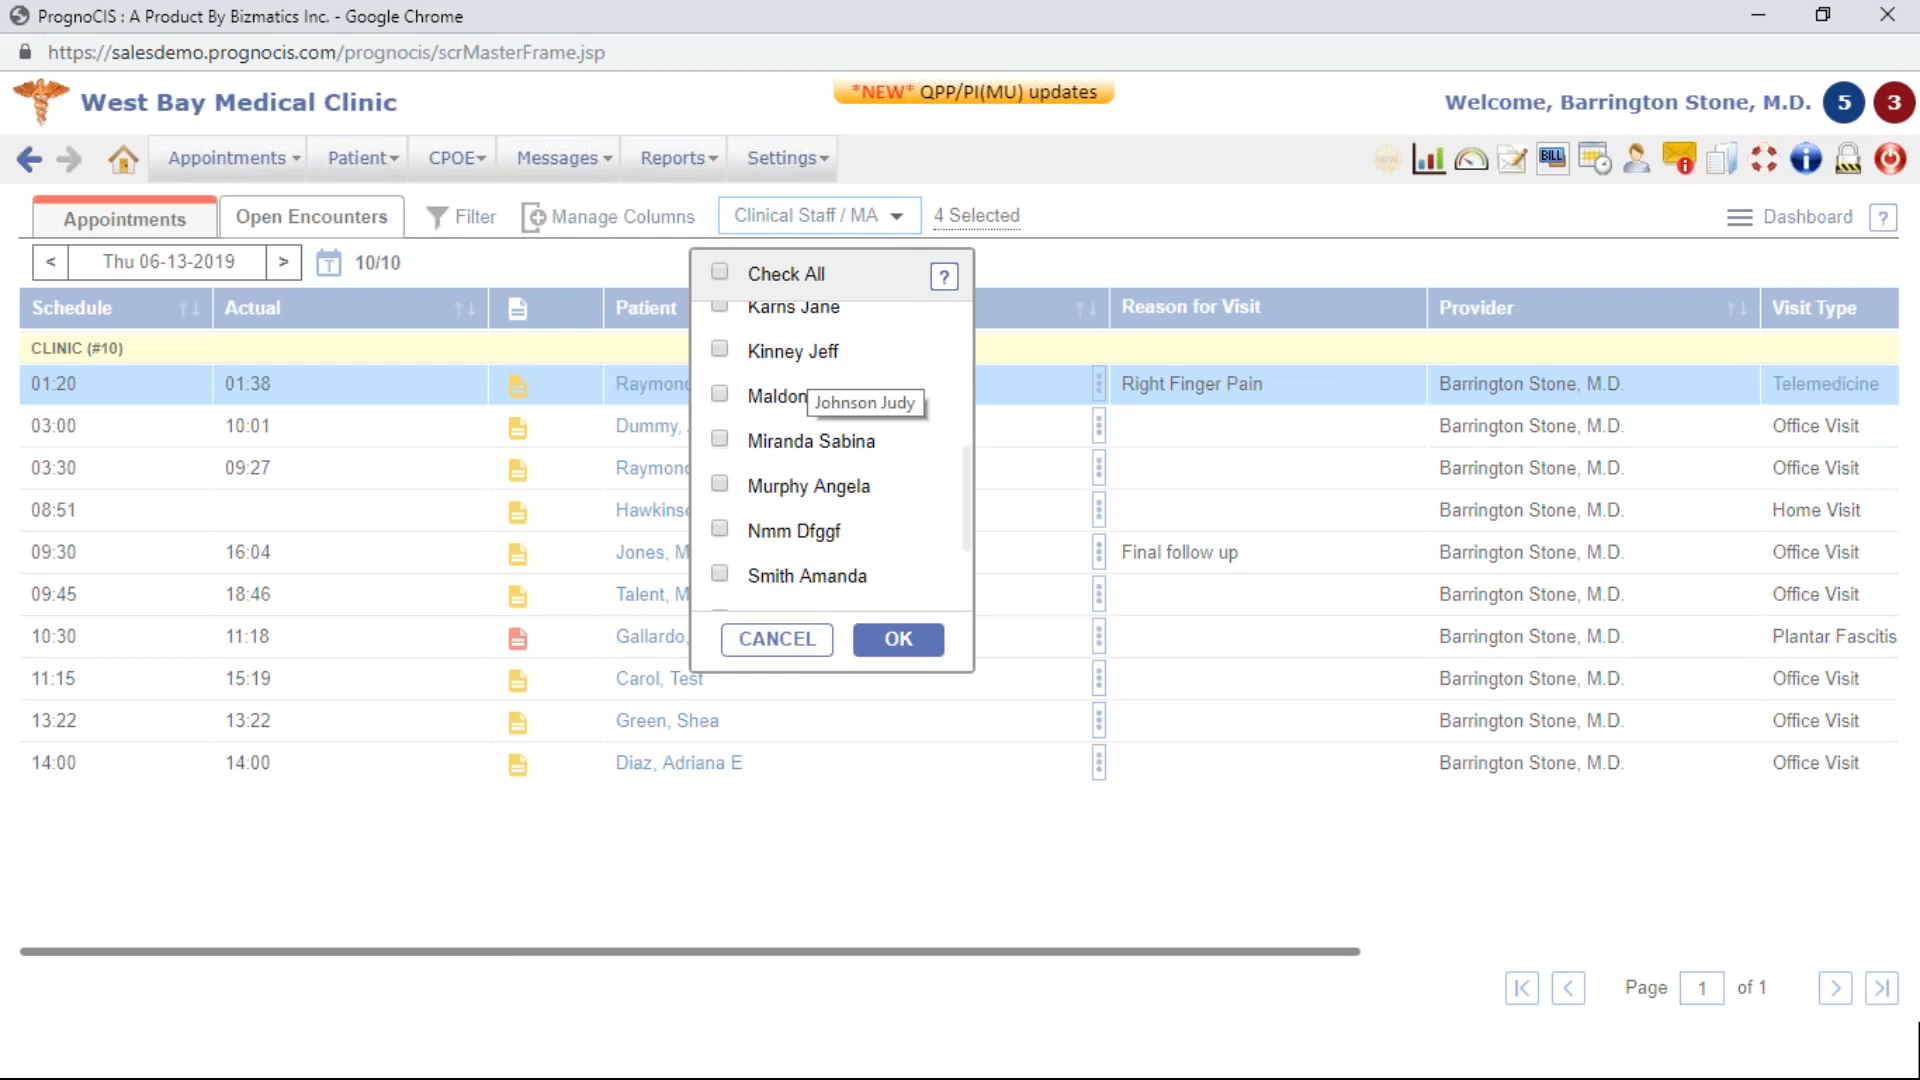 PrognoCIS : A Product By Bizmatics Inc. - Google Chrome
https://salesdemo.prognocis.com/prognocis/scrMasterFrame.jsp
West Bay Medical Clinic
*NEW* QPP/PI(MU) updates
Welcome, Barrington Stone, M.D. 5 3
Appointments Patient CPOE Messages Reports Settings
BILL
Appointments Open Encounters Filter Manage Columns Clinical Staff / MA 4 Selected Dashboard ?
< Thu 06-13-2019 > T 10/10
Check All ?
Karns Jane
Kinney Jeff
Johnson Judy
Miranda Sabina
Murphy Angela
Nmm Dfggf
Smith Amanda
CANCEL OK
Schedule Actual Patient Reason for Visit Provider Visit Type
CLINIC (#10)
01:20 01:38 Right Finger Pain Barrington Stone, M.D. Telemedicine
03:00 10:01 Dummy, Barrington Stone, M.D. Office Visit
03:30 09:27 Barrington Stone, M.D. Office Visit
08:51 Barrington Stone, M.D. Home Visit
09:30 16:04 Jones, M Final follow up Barrington Stone, M.D. Office Visit
09:45 18:46 Talent, M Barrington Stone, M.D. Office Visit
10:30 11:18 Gallardo, Barrington Stone, M.D. Plantar Fascitis
11:15 15:19 Carol, Test Barrington Stone, M.D. Office Visit
13:22 13:22 Green, Shea Barrington Stone, M.D. Office Visit
14:00 14:00 Diaz, Adriana E Barrington Stone, M.D. Office Visit
Page 1 of 1